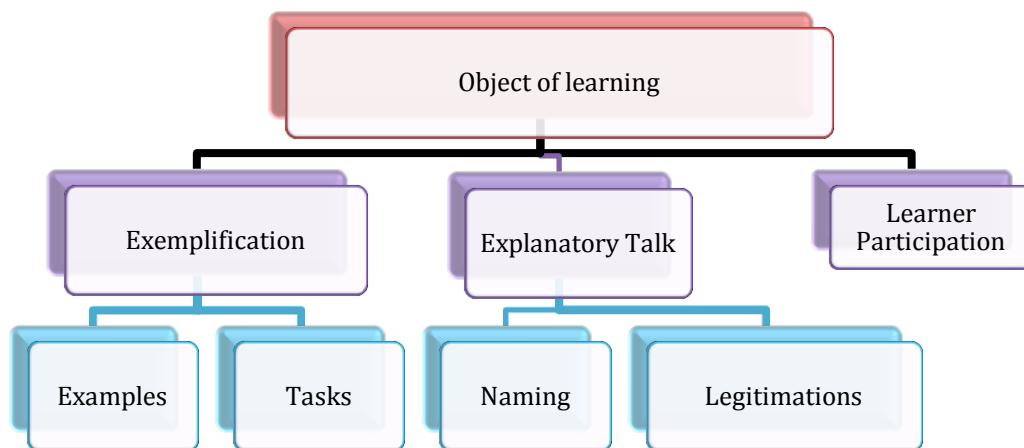 Object of learning
Exemplification
Explanatory Talk
Learner
Participation
Examples
Tasks
Naming
Legitimations